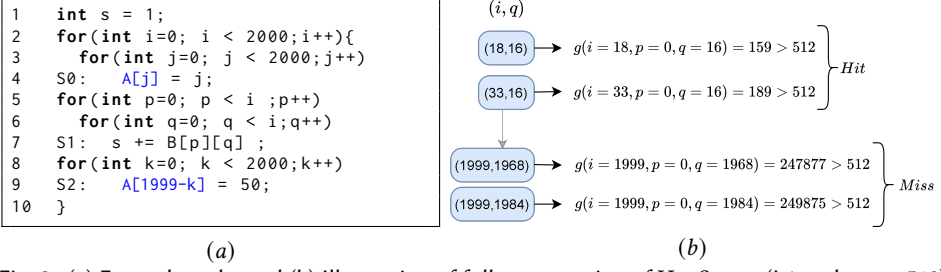 1 int s = 1;
2 for(int i=0; i < 2000;i++){
3 for(int j=0; j < 2000;j++)
4 S0: A[j] = j;
5 for(int p=0; p < i ;p++)
6 for(int q=0; q < i;q++)
7 S1: s += B[p][q] ;
8 for(int k=0; k < 2000;k++)
9 S2: A[1999-k] = 50;
10 }
(a)
(i, q)
(18,16) g(i = 18, p = 0, q = 16) = 159 > 512
(33,16) g(i = 33, p = 0, q = 16) = 189 > 512
Hit
(1999,1968) g(i = 1999, p = 0, q = 1968) = 247877 > 512
(1999,1984) g(i = 1999, p = 0, q = 1984) = 249875 > 512
Miss
(b)